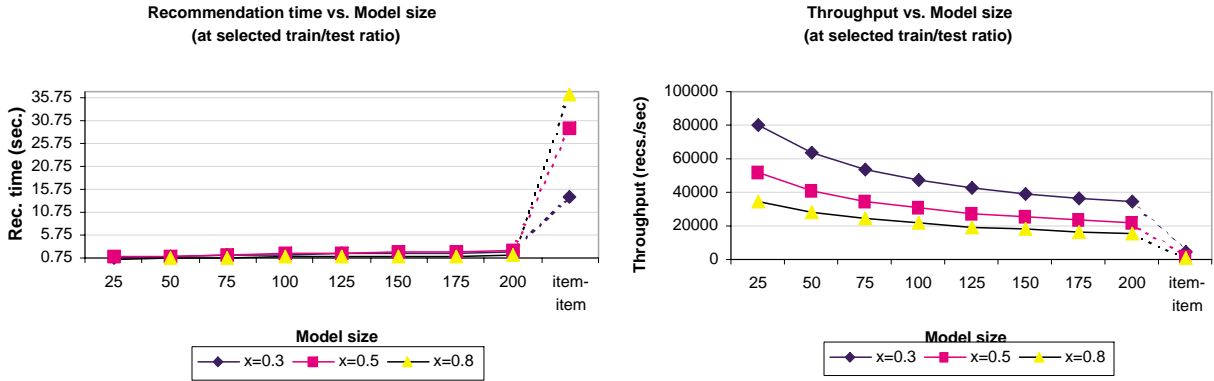 Recommendation time vs. Model size
(at selected train/test ratio)
Rec. time (sec.)
35.75
30.75
25.75
20.75
15.75
10.75
5.75
0.75
25 50 75 100 125 150 175 200 item-
item
Model size
x=0.3 x=0.5 x=0.8
Throughput vs. Model size
(at selected train/test ratio)
Throughput (recs./sec)
100000
80000
60000
40000
20000
0
25 50 75 100 125 150 175 200 item-
item
Model size
x=0.3 x=0.5 x=0.8